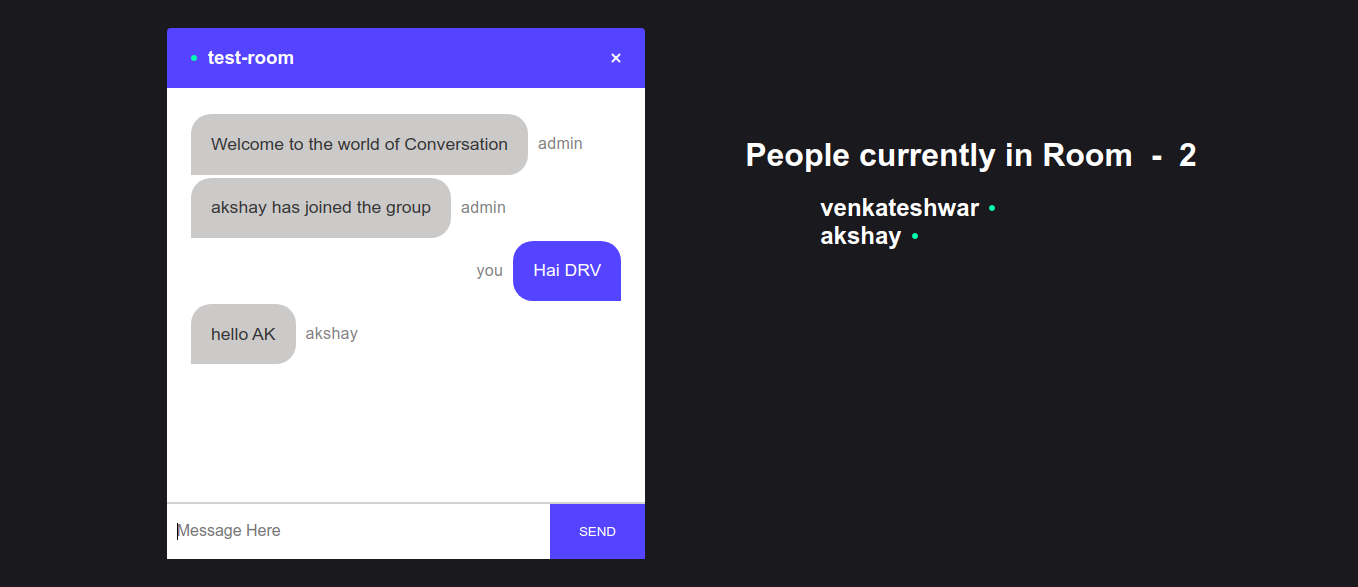 test-room
Welcome to the world of Conversation admin
akshay has joined the group admin
you Hai DRV
hello AK akshay
Message Here SEND
People currently in Room - 2
venkateshwar
akshay